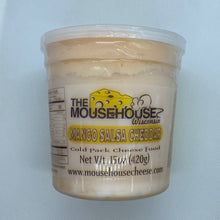 THE
MOUSEHOUSE
Wisconsin
MANGO SALSA CHEDDAR
Cold Pack Cheese Food
Net Wt. 15oz (420g)
www.mousehousecheese.com